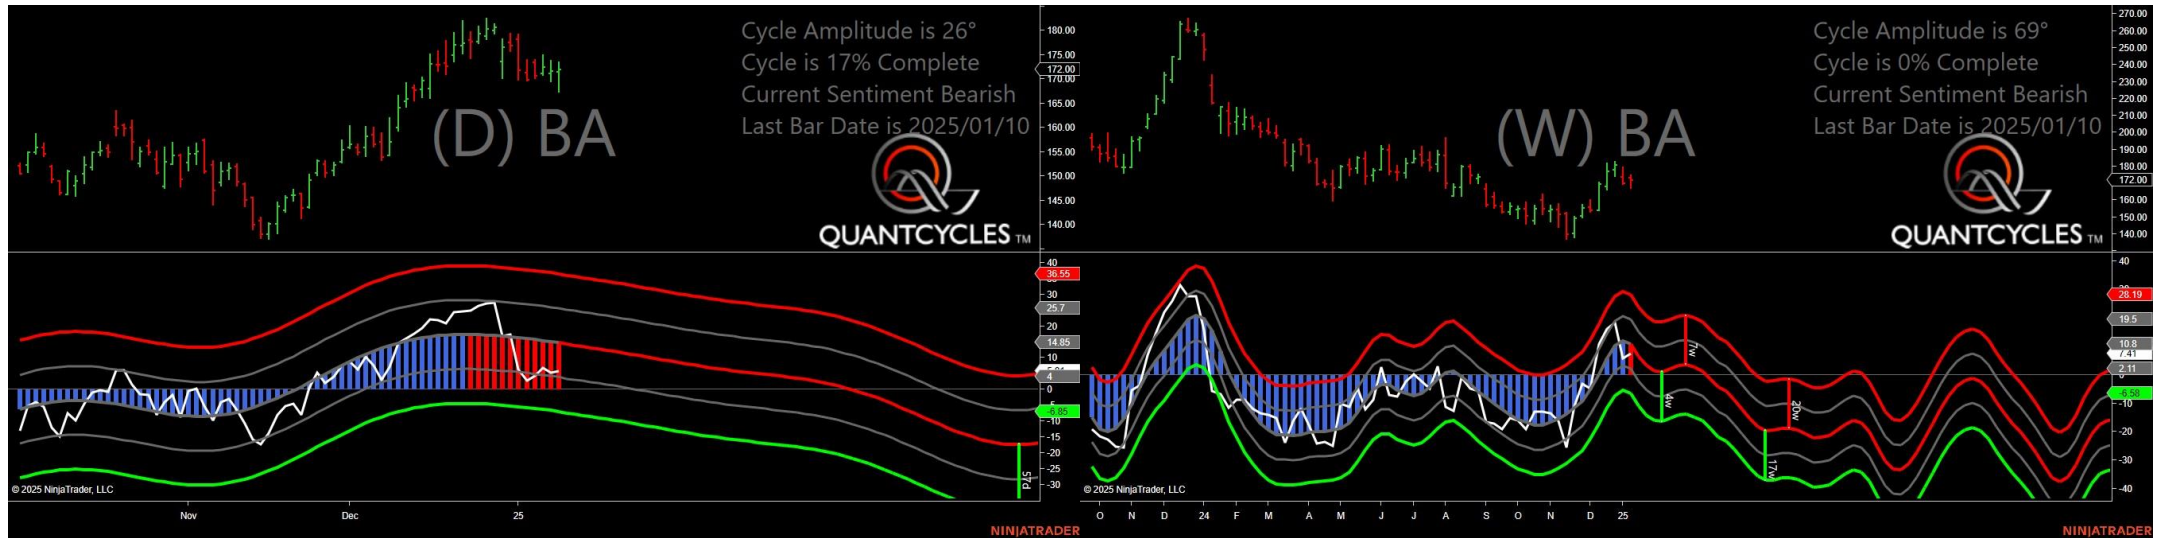 Cycle Amplitude is 26°
Cycle is 17% Complete
Current Sentiment Bearish
Last Bar Date is 2025/01/10
(D) BA
QUANTCYCLES TM
180.00
175.00
172.00
170.00
165.00
160.00
155.00
150.00
145.00
140.00
40
36.55
30
25.7
20
14.85
10
4
0
-5
-6.85
-10
-15
-20
-25
-30
57d
© 2025 NinjaTrader, LLC
Nov
Dec
25
NINJATRADER
Cycle Amplitude is 69°
Cycle is 0% Complete
Current Sentiment Bearish
Last Bar Date is 2025/01/10
(W) BA
QUANTCYCLES TM
270.00
260.00
250.00
240.00
230.00
220.00
210.00
200.00
190.00
180.00
172.00
160.00
150.00
140.00
40
28.19
19.5
10.8
7.41
2.11
-6.58
-10
-20
-30
-40
7w
4w
20w
17w
© 2025 NinjaTrader, LLC
O N D 24 F M A M J J A S O N D 25
NINJATRADER